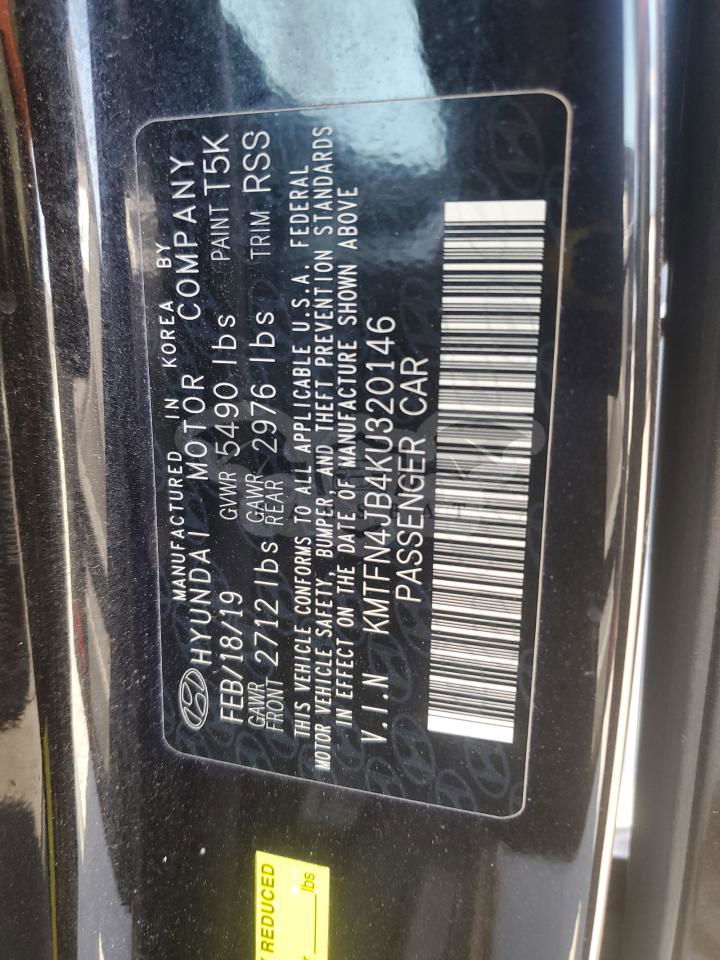 MANUFACTURED IN KOREA BY
HYUNDAI MOTOR COMPANY
FEB/18/19 GVWR 5490 lbs PAINT T5K
GAWR FRONT 2712 lbs GAWR REAR 2976 lbs TRIM RSS
THIS VEHICLE CONFORMS TO ALL APPLICABLE U.S.A. FEDERAL
MOTOR VEHICLE SAFETY, BUMPER, AND THEFT PREVENTION STANDARDS
IN EFFECT ON THE DATE OF MANUFACTURE SHOWN ABOVE
V.I.N KMTFN4JB4KU320146
PASSENGER CAR
REDUCED
lbs